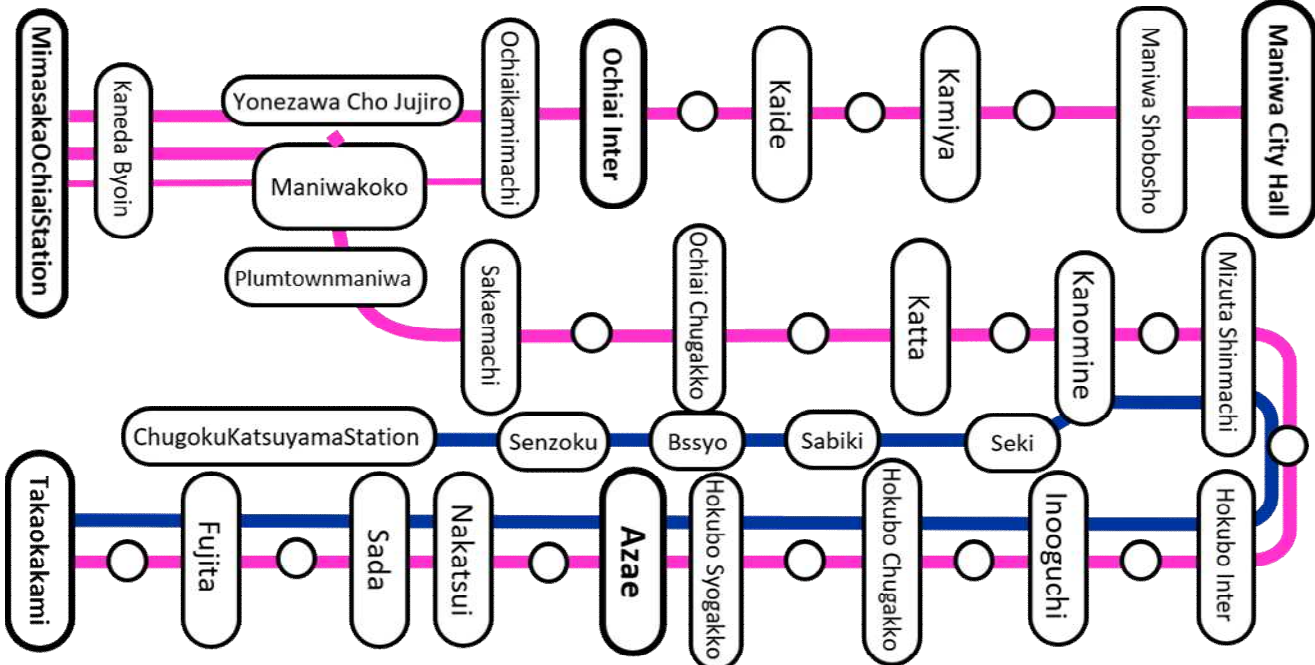 MimasakaOchiaiStation
Kaneda Byoin
Yonezawa Cho Jujiro
Maniwakoko
Plumtownmaniwa
Ochiaikamimachi
Ochiai Inter
Kaide
Kamiya
Maniwa Shobosho
Maniwa City Hall
Sakaemachi
Ochiai Chugakko
Katta
Kanomine
Mizuta Shinmachi
ChugokuKatsuyamaStation
Senzoku
Bssyo
Sabiki
Seki
Takaokakami
Fujita
Sada
Nakatsui
Azae
Hokubo Syogakko
Hokubo Chugakko
Inooguchi
Hokubo Inter